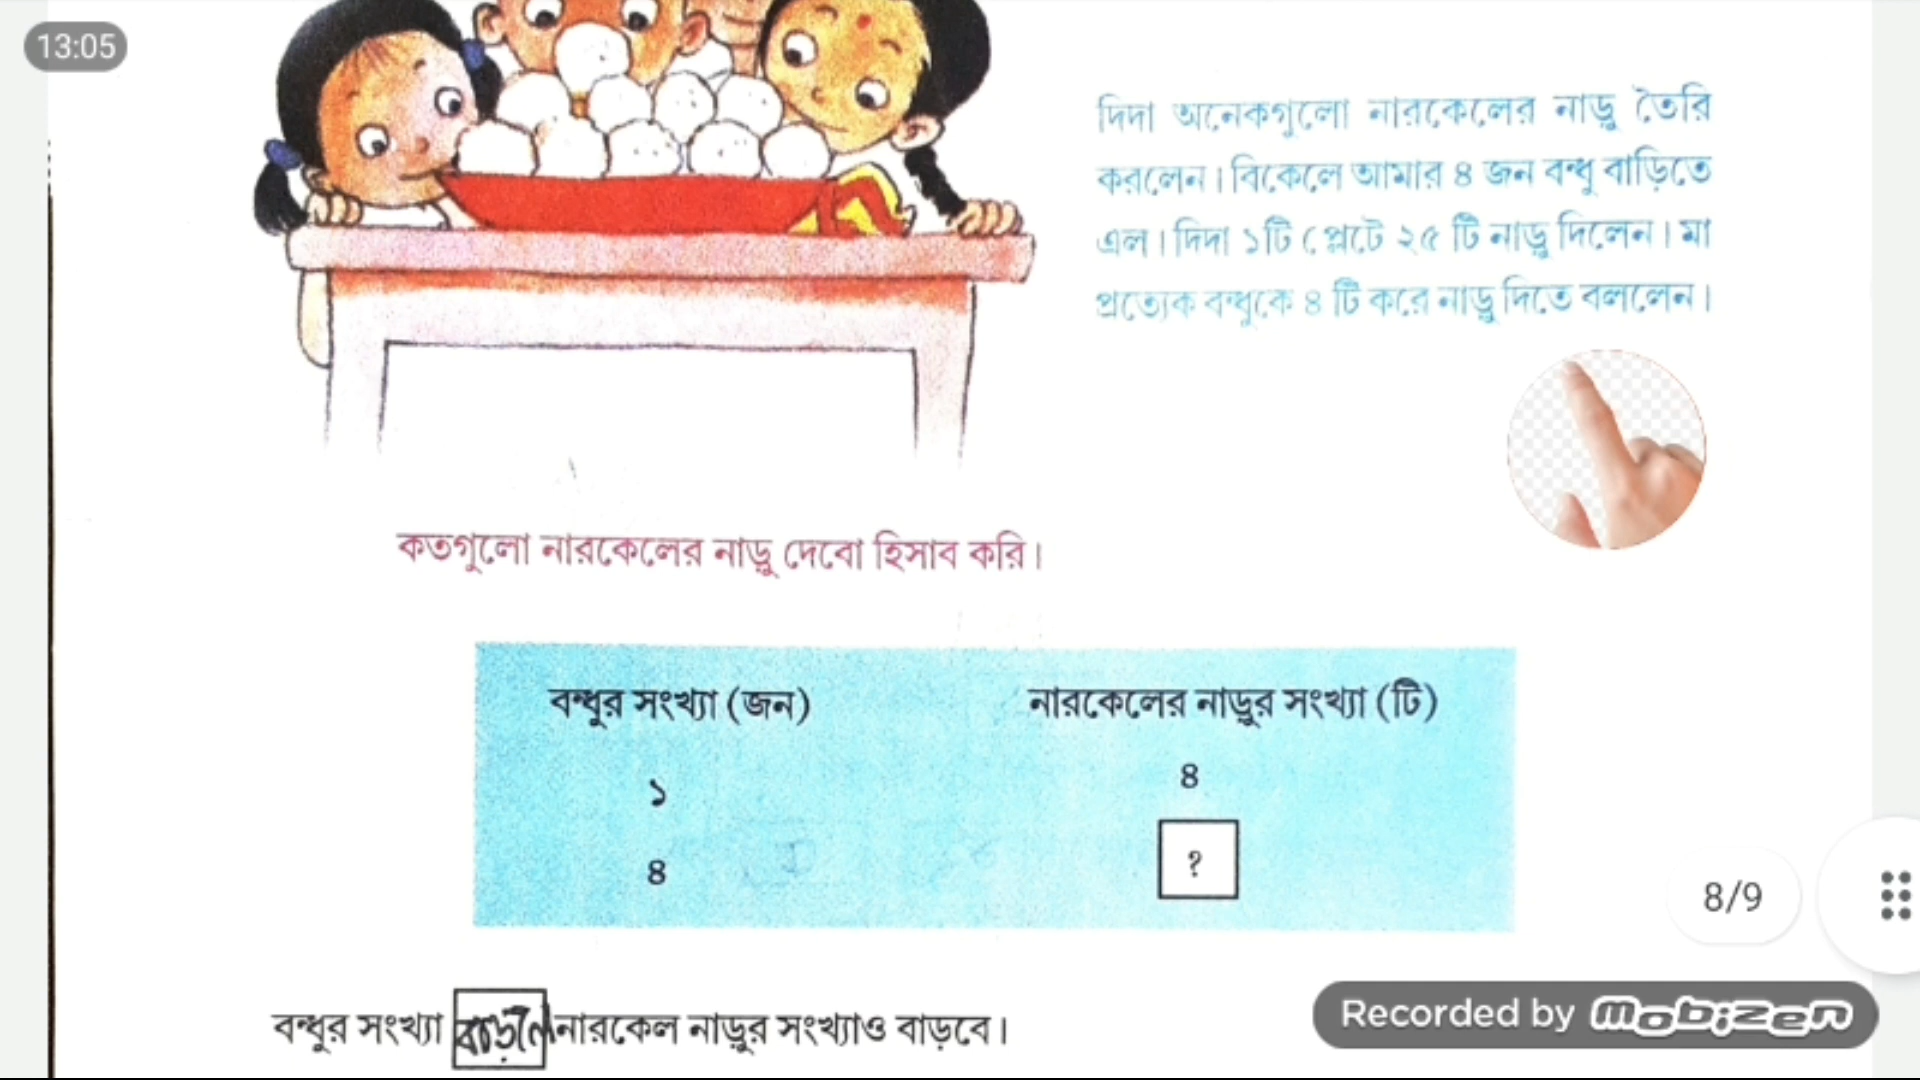 13:05
দিদা অনেকগুলো নারকেলের নাড়ু তৈরি
করলেন। বিকেলে আমার ৪ জন বন্ধু বাড়িতে
এল। দিদা ১টি প্লেটে ২৫ টি নাড়ু দিলেন। মা
প্রত্যেক বন্ধুকে ৪ টি করে নাড়ু দিতে বললেন।
কতগুলো নারকেলের নাড়ু দেবো হিসাব করি।
বন্ধুর সংখ্যা (জন) নারকেলের নাড়ুর সংখ্যা (টি)
১ ৪
৪ ?
8/9
বন্ধুর সংখ্যা বাড়লে নারকেল নাড়ুর সংখ্যাও বাড়বে।
Recorded by mobizen